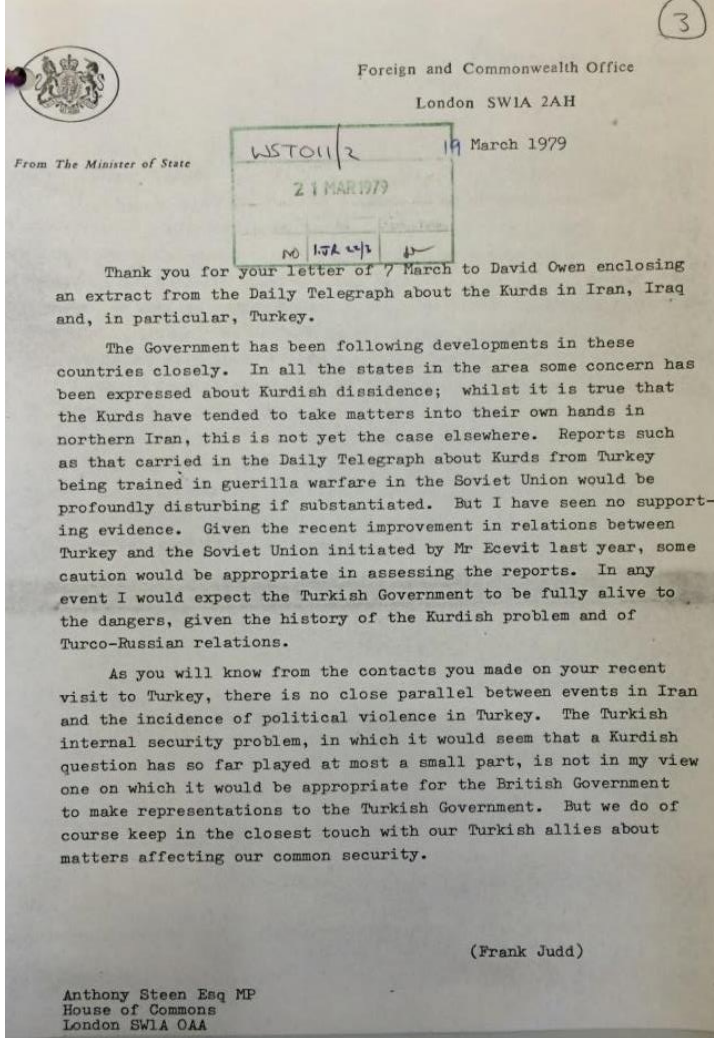 3
Foreign and Commonwealth Office
London SW1A 2AH
From The Minister of State
WST011/2
19 March 1979
21 MAR 1979
NO
Thank you for your letter of 7 March to David Owen enclosing
an extract from the Daily Telegraph about the Kurds in Iran, Iraq
and, in particular, Turkey.
The Government has been following developments in these
countries closely. In all the states in the area some concern has
been expressed about Kurdish dissidence; whilst it is true that
the Kurds have tended to take matters into their own hands in
northern Iran, this is not yet the case elsewhere. Reports such
as that carried in the Daily Telegraph about Kurds from Turkey
being trained in guerilla warfare in the Soviet Union would be
profoundly disturbing if substantiated. But I have seen no support-
ing evidence. Given the recent improvement in relations between
Turkey and the Soviet Union initiated by Mr Ecevit last year, some
caution would be appropriate in assessing the reports. In any
event I would expect the Turkish Government to be fully alive to
the dangers, given the history of the Kurdish problem and of
Turco-Russian relations.
As you will know from the contacts you made on your recent
visit to Turkey, there is no close parallel between events in Iran
and the incidence of political violence in Turkey. The Turkish
internal security problem, in which it would seem that a Kurdish
question has so far played at most a small part, is not in my view
one on which it would be appropriate for the British Government
to make representations to the Turkish Government. But we do of
course keep in the closest touch with our Turkish allies about
matters affecting our common security.
(Frank Judd)
Anthony Steen Esq MP
House of Commons
London SW1A OAA